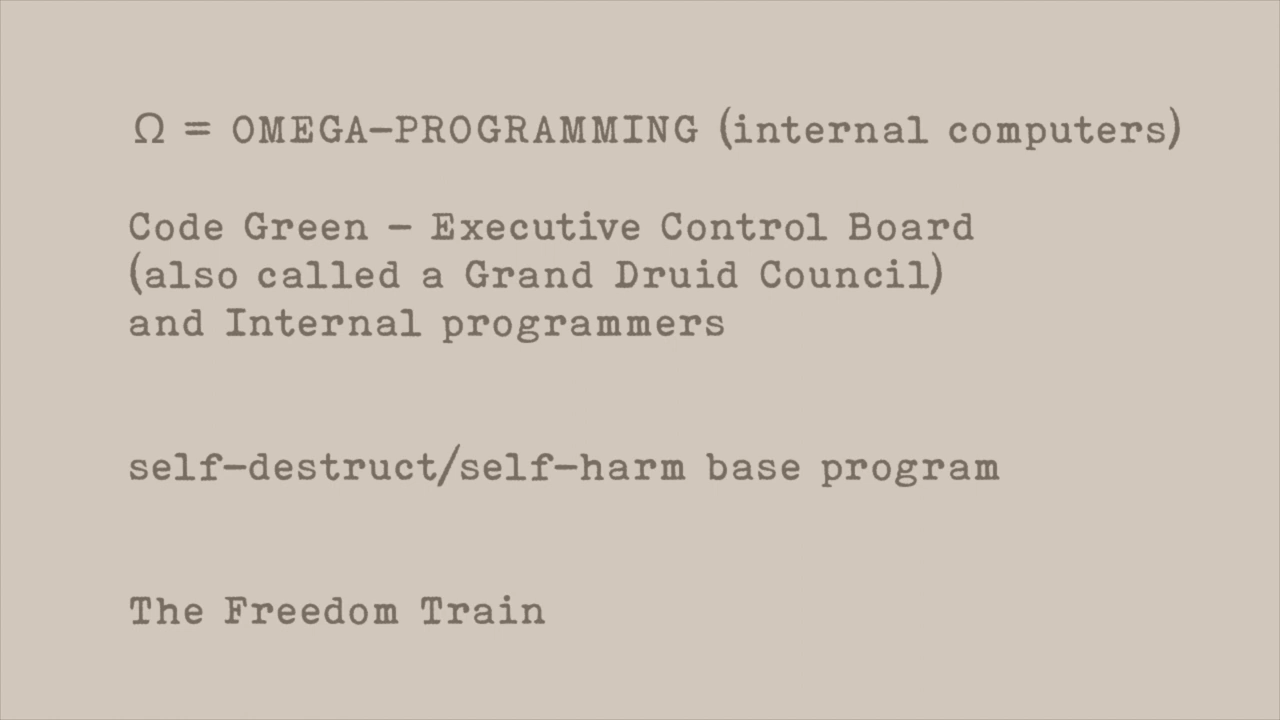 Ω = OMEGA-PROGRAMMING (internal computers)
Code Green - Executive Control Board
(also called a Grand Druid Council)
and Internal programmers
self-destruct/self-harm base program
The Freedom Train